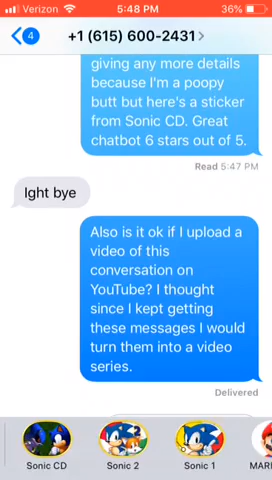 Verizon 5:48 PM 36%
4 +1 (615) 600-2431 >
giving any more details
because I'm a poopy
butt but here's a sticker
from Sonic CD. Great
chatbot 6 stars out of 5.
Read 5:47 PM
Ight bye
Also is it ok if I upload a
video of this
conversation on
YouTube? I thought
since I kept getting
these messages I would
turn them into a video
series.
Delivered
Sonic CD Sonic 2 Sonic 1 MAR